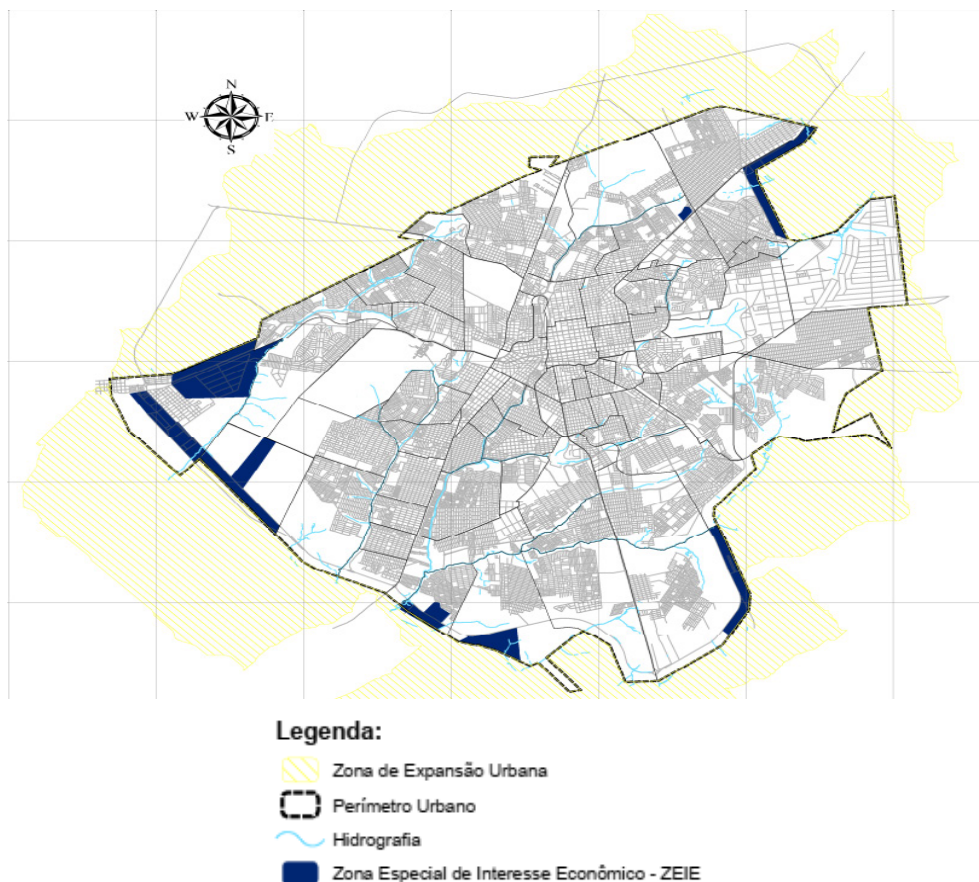 N
W E
S
Legenda:
Zona de Expansão Urbana
Perímetro Urbano
Hidrografia
Zona Especial de Interesse Econômico - ZEIE